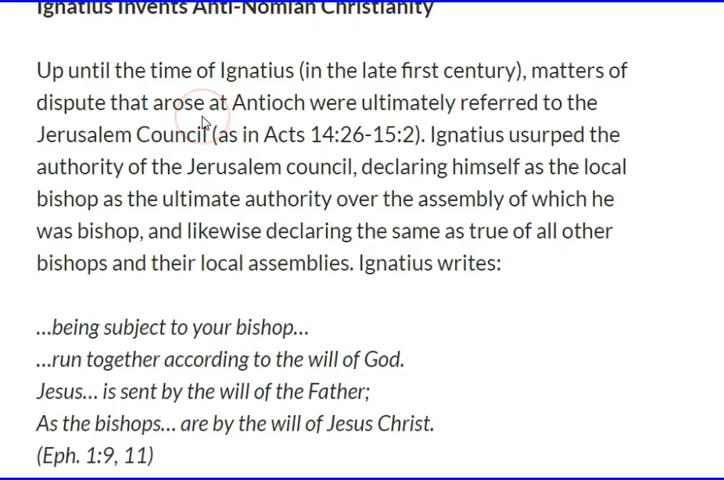 Ignatius Invents Anti-Nomian Christianity
Up until the time of Ignatius (in the late first century), matters of
dispute that arose at Antioch were ultimately referred to the
Jerusalem Council (as in Acts 14:26-15:2). Ignatius usurped the
authority of the Jerusalem council, declaring himself as the local
bishop as the ultimate authority over the assembly of which he
was bishop, and likewise declaring the same as true of all other
bishops and their local assemblies. Ignatius writes:
…being subject to your bishop…
…run together according to the will of God.
Jesus… is sent by the will of the Father;
As the bishops… are by the will of Jesus Christ.
(Eph. 1:9, 11)